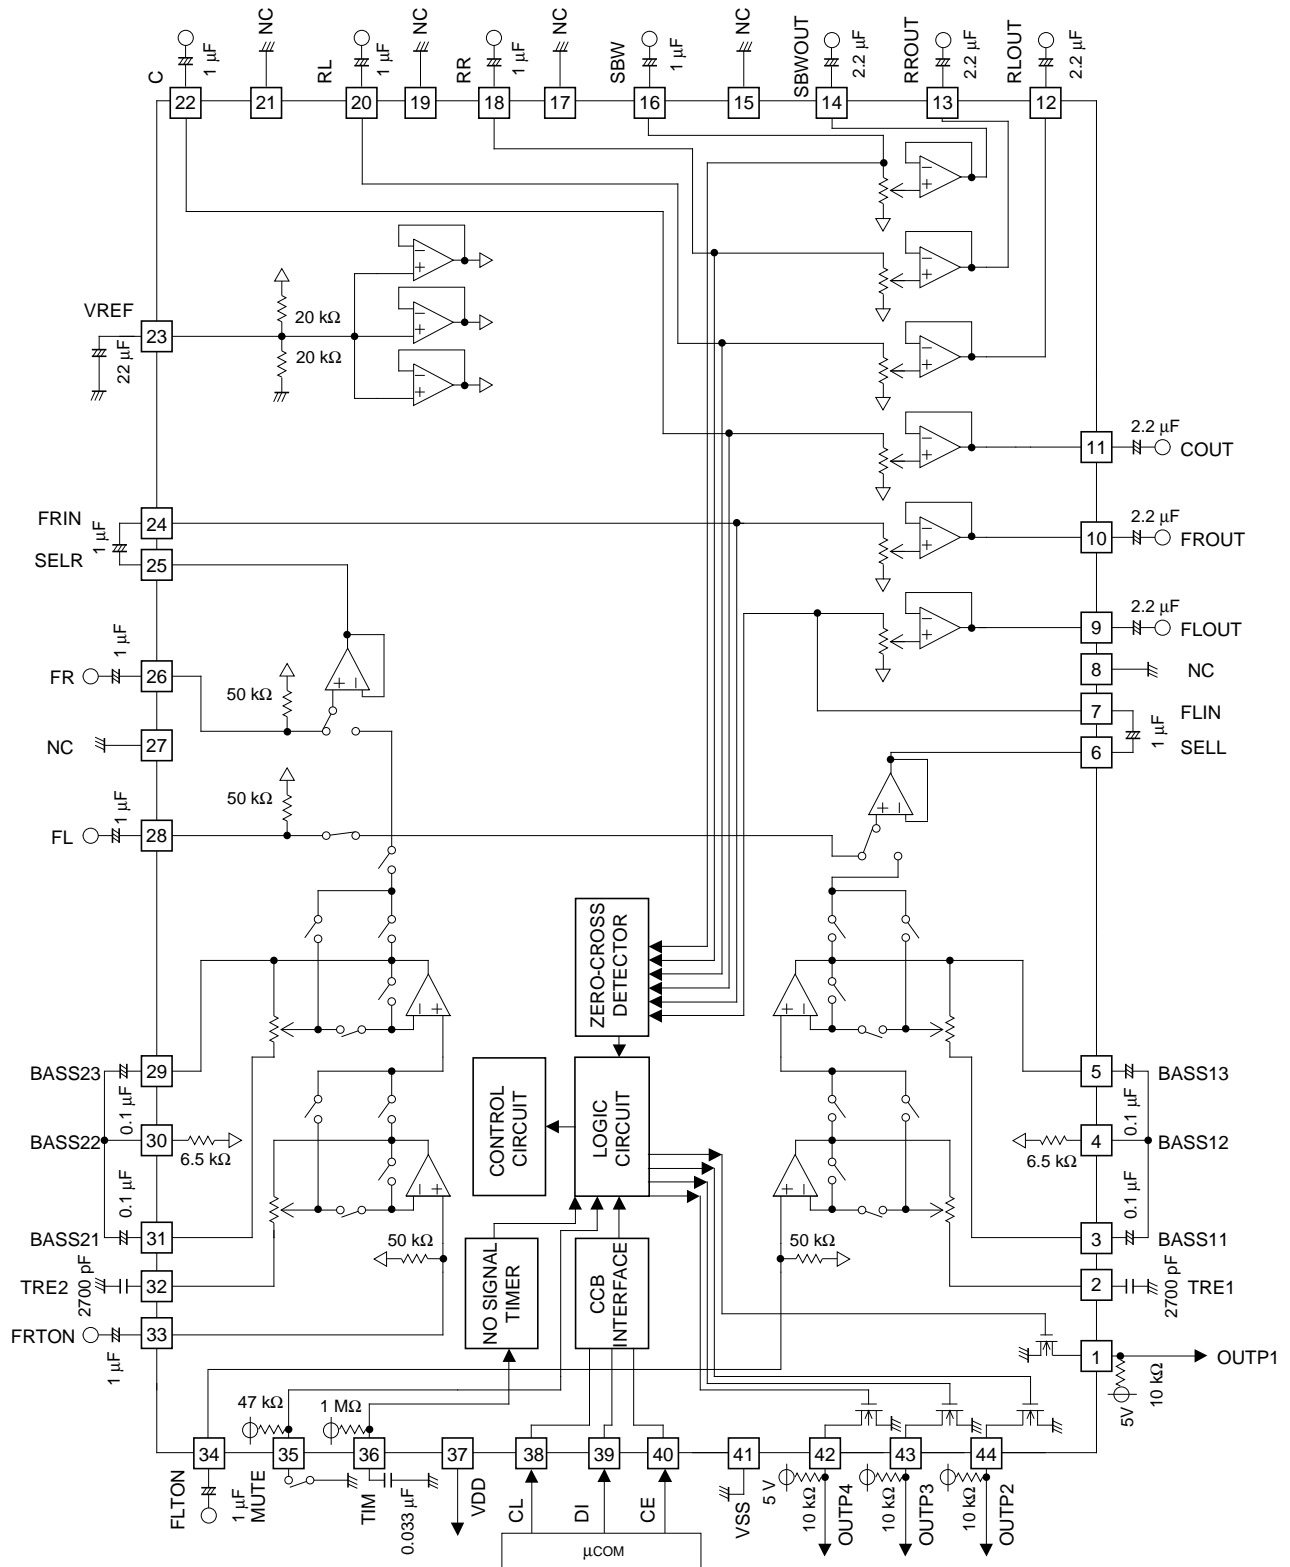 C
1 μF
NC
RL
1 μF
NC
RR
1 μF
NC
SBW
1 μF
NC
SBWOUT
2.2 μF
RROUT
2.2 μF
RLOUT
2.2 μF
22
21
20
19
18
17
16
15
14
13
12
VREF
23
22 μF
20 kΩ
20 kΩ
−
+
−
+
−
+
−
+
−
+
−
+
−
+
11
2.2 μF
COUT
FRIN
24
1 μF
SELR
25
−
+
10
2.2 μF
FROUT
−
+
9
2.2 μF
FLOUT
8
NC
FR
1 μF
26
50 kΩ
+ −
7
FLIN
1 μF
6
SELL
NC
27
FL
1 μF
28
50 kΩ
+ −
ZERO-CROSS
DETECTOR
− +
+ −
BASS23
29
0.1 μF
BASS22
30
6.5 kΩ
0.1 μF
BASS21
31
TRE2
2700 pF
32
FRTON
1 μF
33
− +
50 kΩ
CONTROL
CIRCUIT
LOGIC
CIRCUIT
NO SIGNAL
TIMER
CCB
INTERFACE
+ −
50 kΩ
5
BASS13
0.1 μF
6.5 kΩ
4
BASS12
0.1 μF
3
BASS11
2
2700 pF
TRE1
1
OUTP1
5V
10 kΩ
47 kΩ
1 MΩ
34
35
36
37
38
39
40
41
42
43
44
FLTON
1 μF
MUTE
TIM
0.033 μF
VDD
CL
DI
CE
VSS
5 V
10 kΩ
OUTP4
10 kΩ
OUTP3
10 kΩ
OUTP2
μCOM